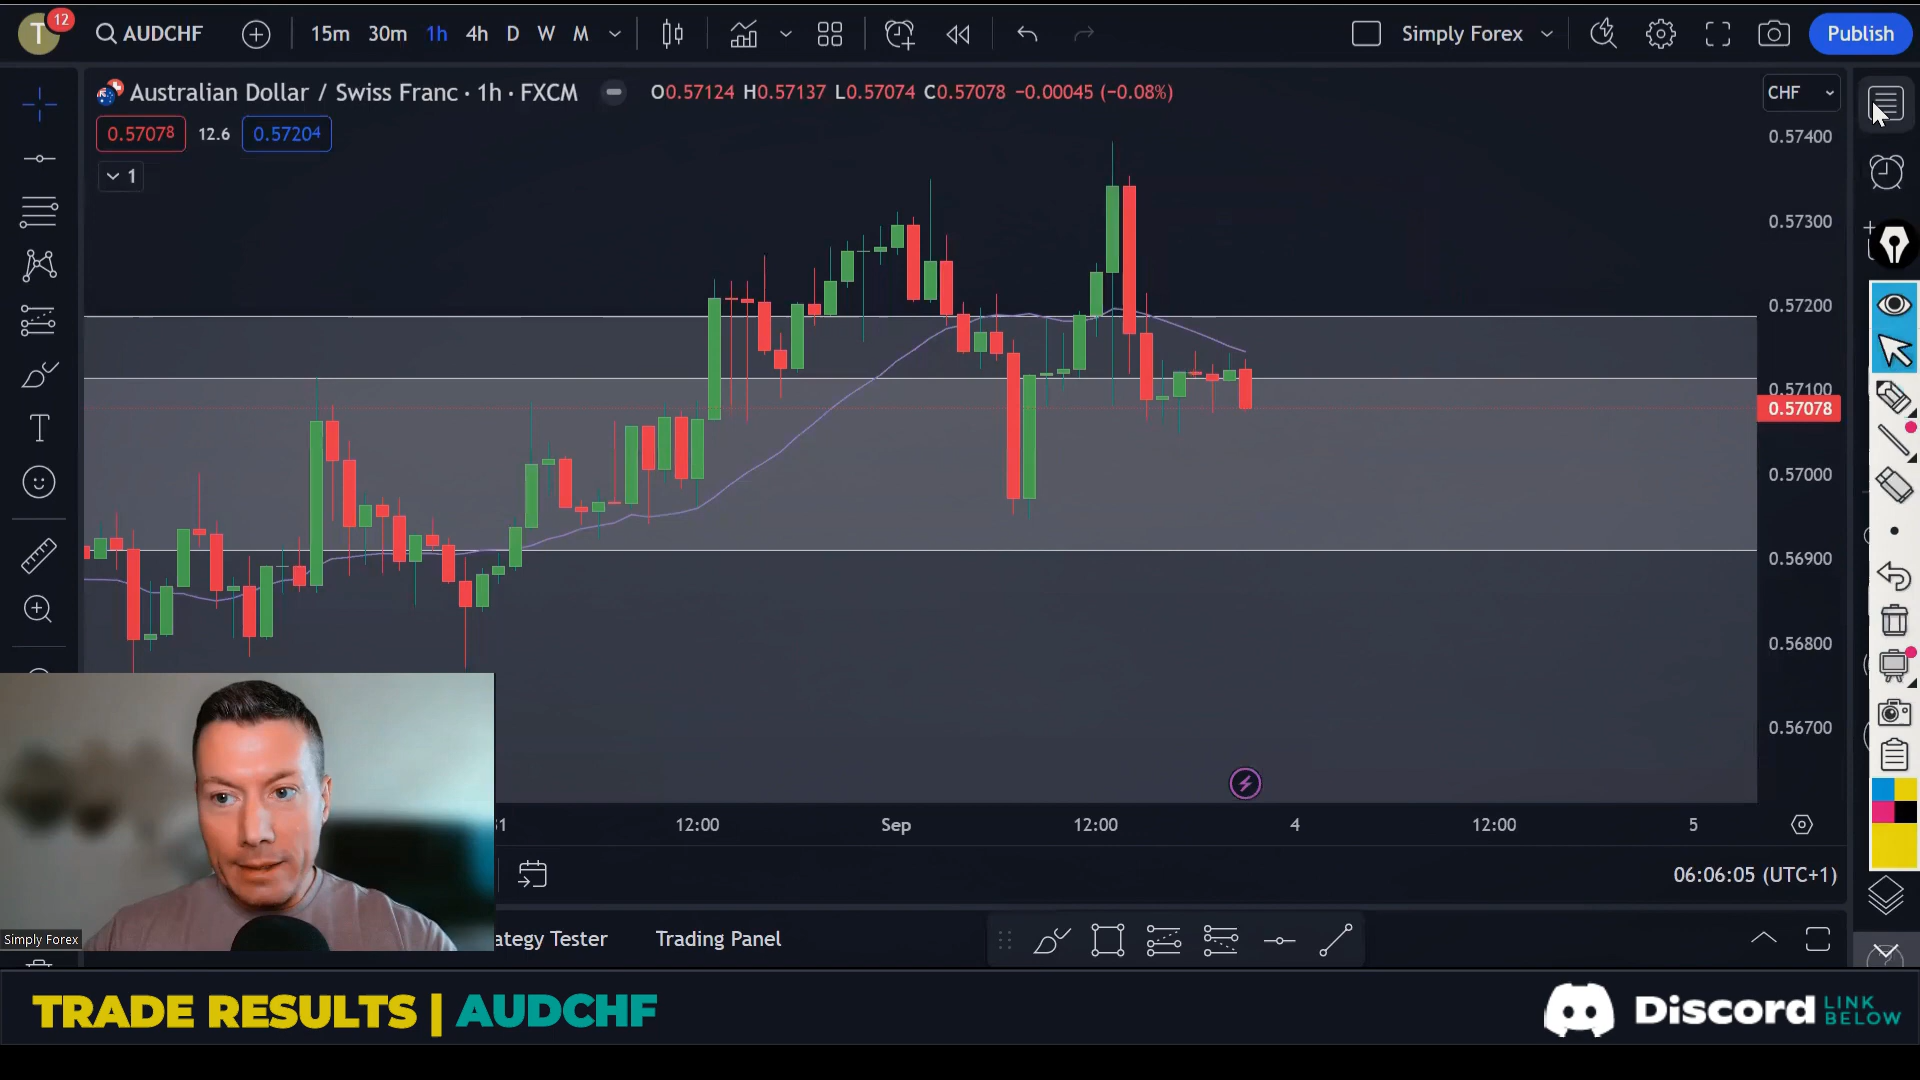 T 12 AUDCHF 15m 30m 1h 4h D W M Simply Forex Publish
Australian Dollar / Swiss Franc · 1h · FXCM O0.57124 H0.57137 L0.57074 C0.57078 −0.00045 (−0.08%) CHF
0.57078 12.6 0.57204
1
0.57400
0.57300
0.57200
0.57100
0.57078
0.57000
0.56900
0.56800
0.56700
12:00 Sep 12:00 4 12:00 5
06:06:05 (UTC+1)
Simply Forex
ategy Tester Trading Panel
TRADE RESULTS | AUDCHF
Discord LINK BELOW